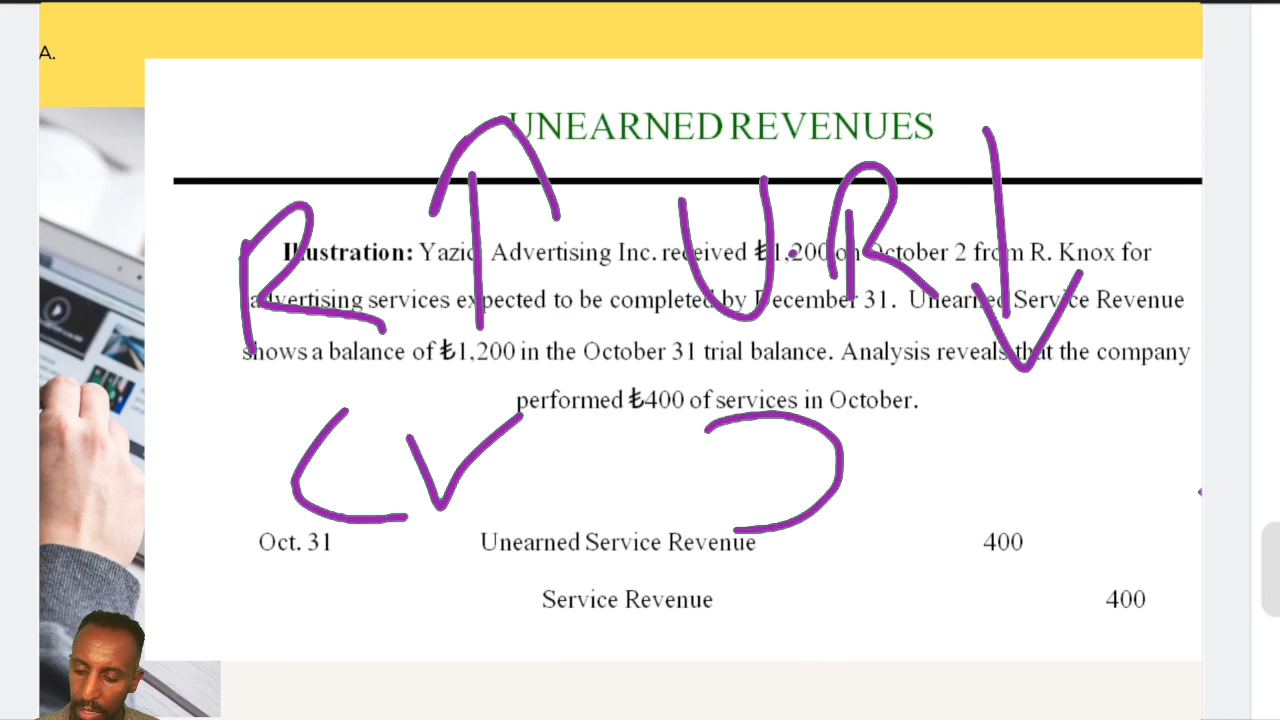 A.
UNEARNED REVENUES
R ↑ U.R ↓
Illustration: Yazici Advertising Inc. received ₺1,200 on October 2 from R. Knox for
advertising services expected to be completed by December 31. Unearned Service Revenue
shows a balance of ₺1,200 in the October 31 trial balance. Analysis reveals that the company
performed ₺400 of services in October.
Oct. 31 Unearned Service Revenue 400
Service Revenue 400